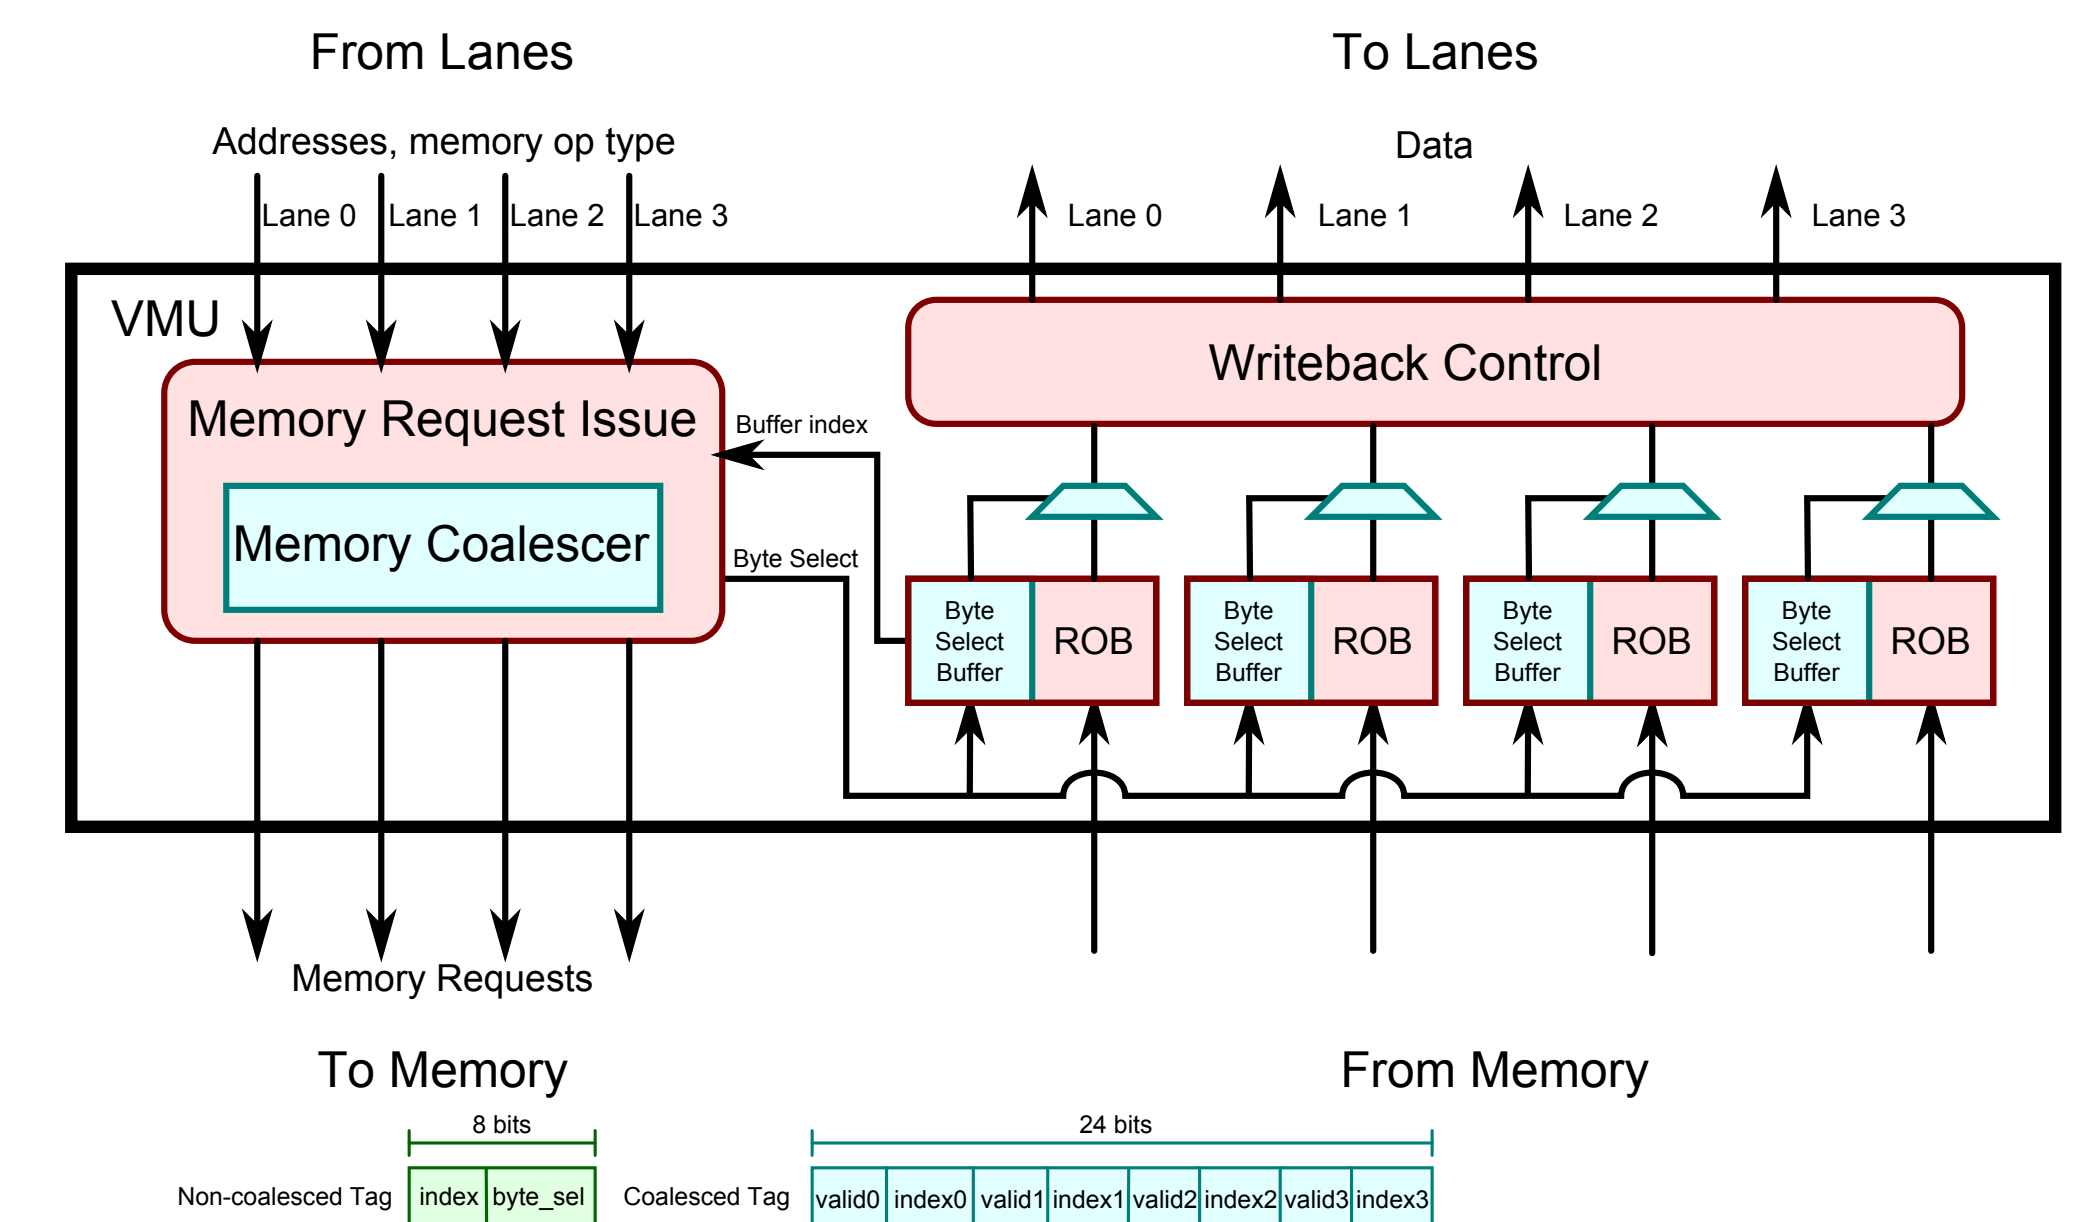 From Lanes
To Lanes
Addresses, memory op type
Data
Lane 0
Lane 1
Lane 2
Lane 3
Lane 0
Lane 1
Lane 2
Lane 3
VMU
Memory Request Issue
Memory Coalescer
Buffer index
Byte Select
Writeback Control
Byte
Select
Buffer
ROB
Byte
Select
Buffer
ROB
Byte
Select
Buffer
ROB
Byte
Select
Buffer
ROB
Memory Requests
To Memory
From Memory
8 bits
24 bits
Non-coalesced Tag
index
byte_sel
Coalesced Tag
valid0
index0
valid1
index1
valid2
index2
valid3
index3